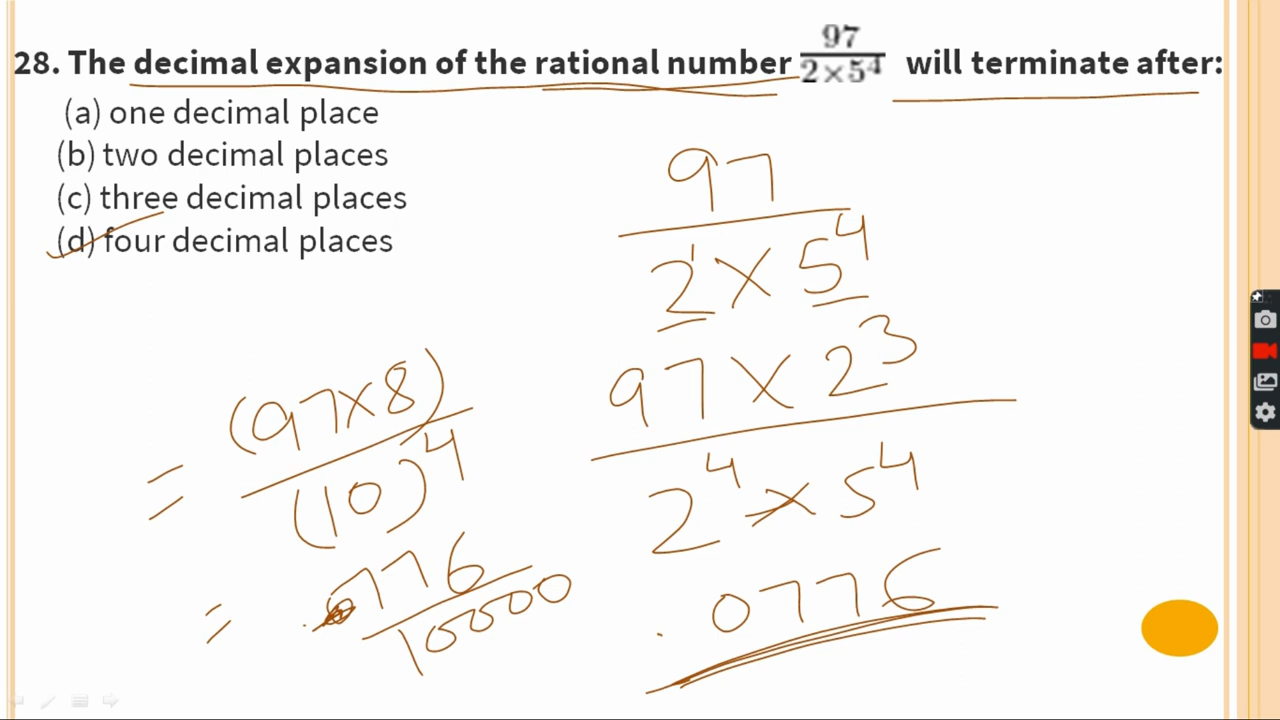 28. The decimal expansion of the rational number 97/2×5⁴ will terminate after:
(a) one decimal place
(b) two decimal places
(c) three decimal places
(d) four decimal places
97
2¹ × 5⁴
97 × 2³
2⁴ × 5⁴
= (97×8)
(10)⁴
= 776
10000
.0776